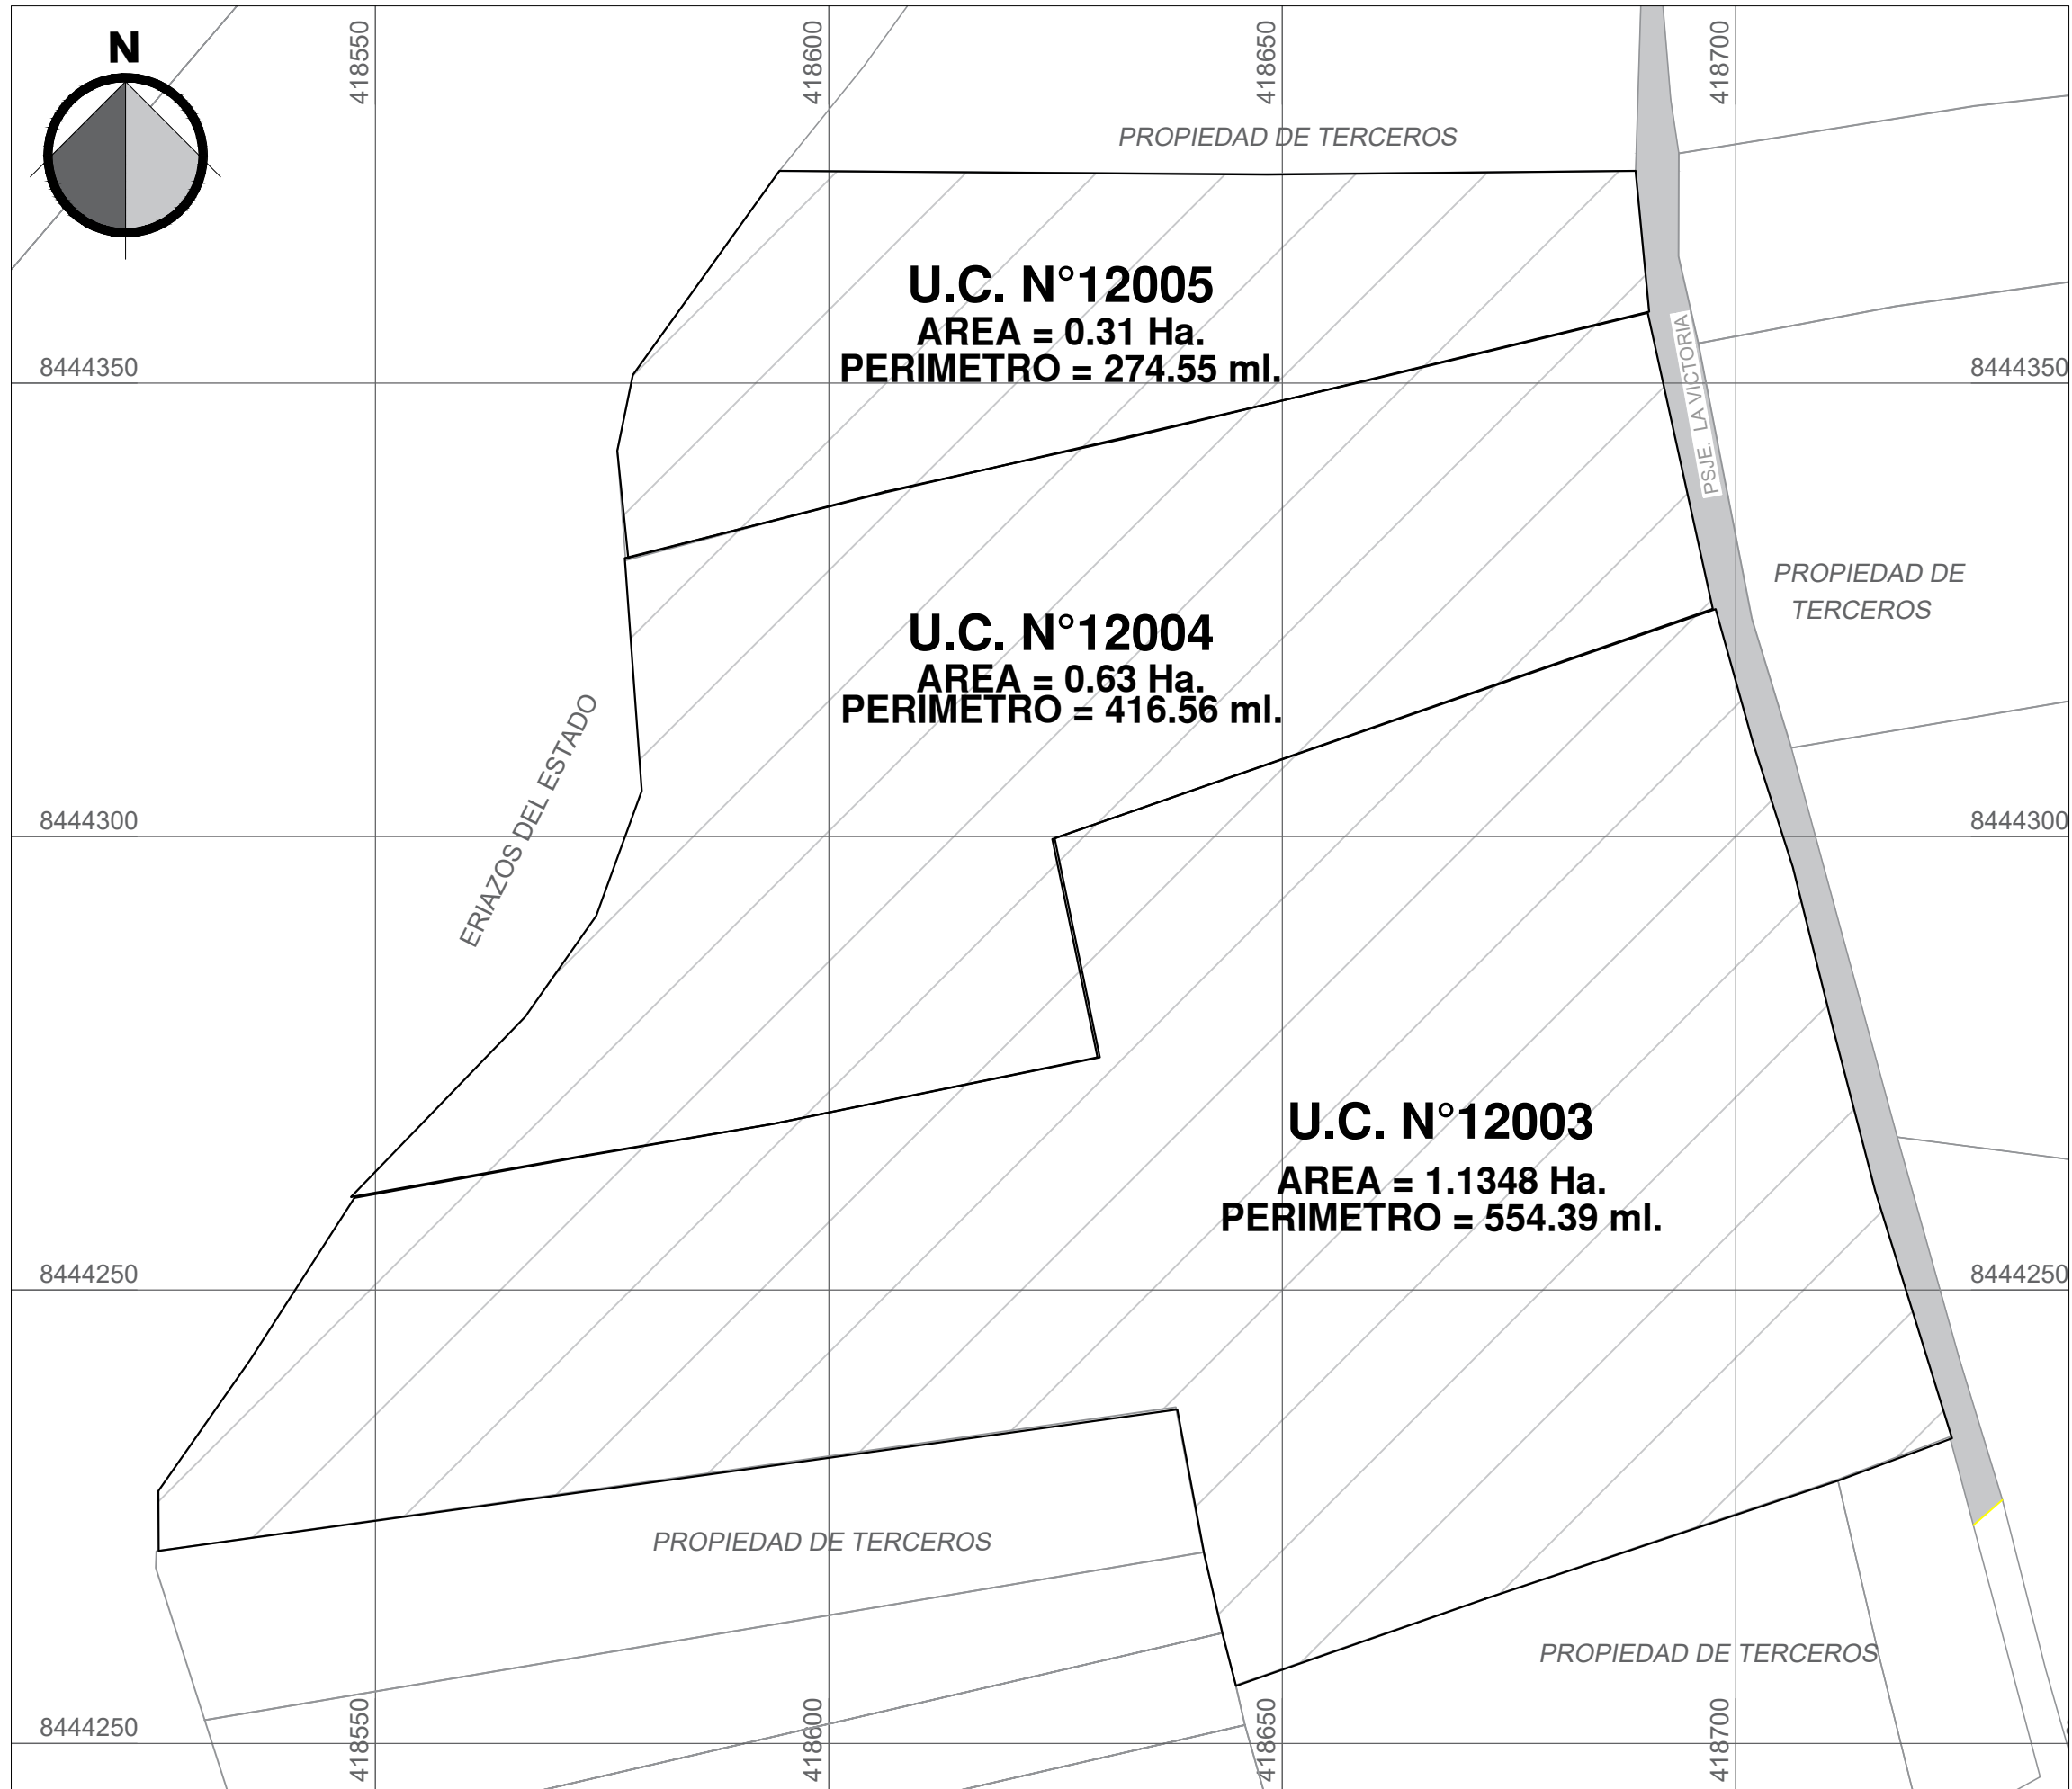 N
418550
418600
418650
418700
PROPIEDAD DE TERCEROS
U.C. N°12005
AREA = 0.31 Ha.
PERIMETRO = 274.55 ml.
PSJE. LA VICTORIA
8444350
8444350
PROPIEDAD DE
TERCEROS
U.C. N°12004
AREA = 0.63 Ha.
PERIMETRO = 416.56 ml.
ERIAZOS DEL ESTADO
8444300
8444300
U.C. N°12003
AREA = 1.1348 Ha.
PERIMETRO = 554.39 ml.
8444250
8444250
PROPIEDAD DE TERCEROS
PROPIEDAD DE TERCEROS
8444250
418550
418600
418650
418700